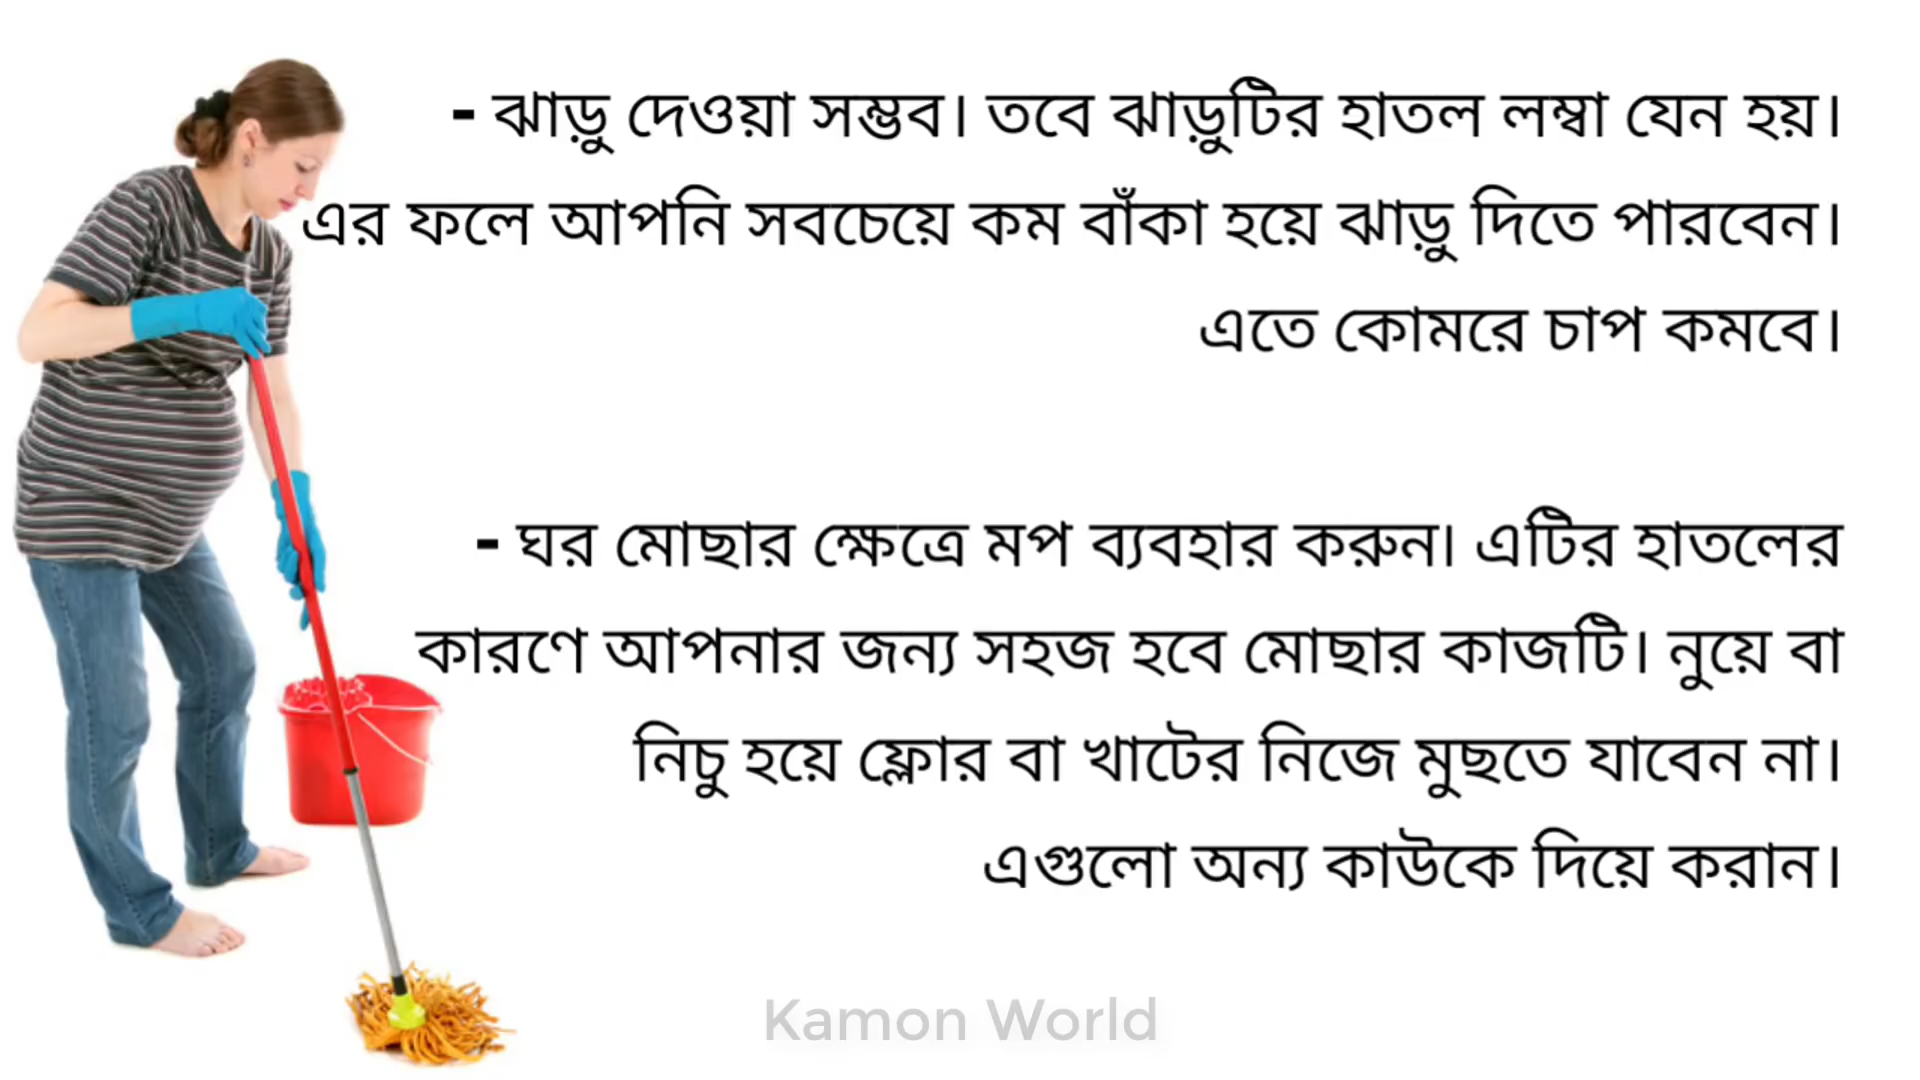 - ঝাড়ু দেওয়া সম্ভব। তবে ঝাড়ুটির হাতল লম্বা যেন হয়।
এর ফলে আপনি সবচেয়ে কম বাঁকা হয়ে ঝাড়ু দিতে পারবেন।
এতে কোমরে চাপ কমবে।
- ঘর মোছার ক্ষেত্রে মপ ব্যবহার করুন। এটির হাতলের
কারণে আপনার জন্য সহজ হবে মোছার কাজটি। নুয়ে বা
নিচু হয়ে ফ্লোর বা খাটের নিজে মুছতে যাবেন না।
এগুলো অন্য কাউকে দিয়ে করান।
Kamon World